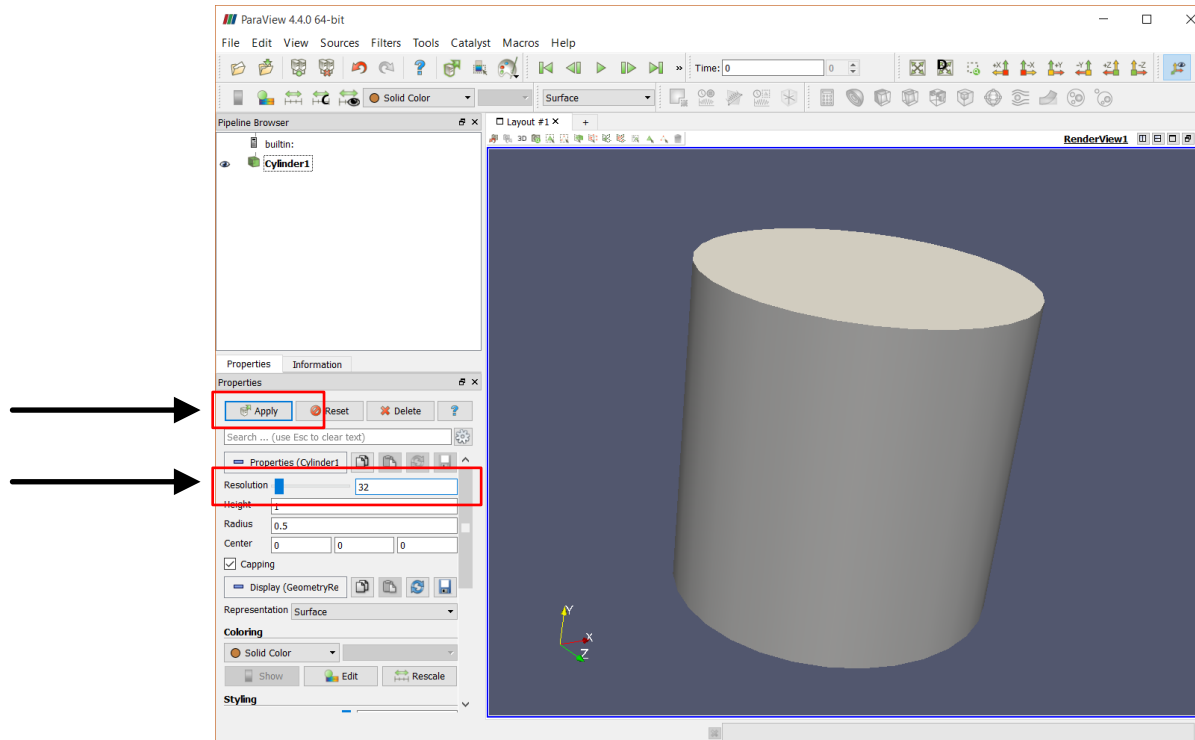 ParaView 4.4.0 64-bit
File Edit View Sources Filters Tools Catalyst Macros Help
Time: 0 0
Solid Color Surface
Pipeline Browser
Layout #1
builtin:
3D RenderView1
Cylinder1
Properties Information
Properties
Apply Reset Delete ?
Search ... (use Esc to clear text)
Properties (Cylinder1
Resolution 32
Height 1
Radius 0.5
Center 0 0 0
Capping
Display (GeometryRe
Representation Surface
Coloring
Solid Color
Show Edit Rescale
Styling
Y
X
Z